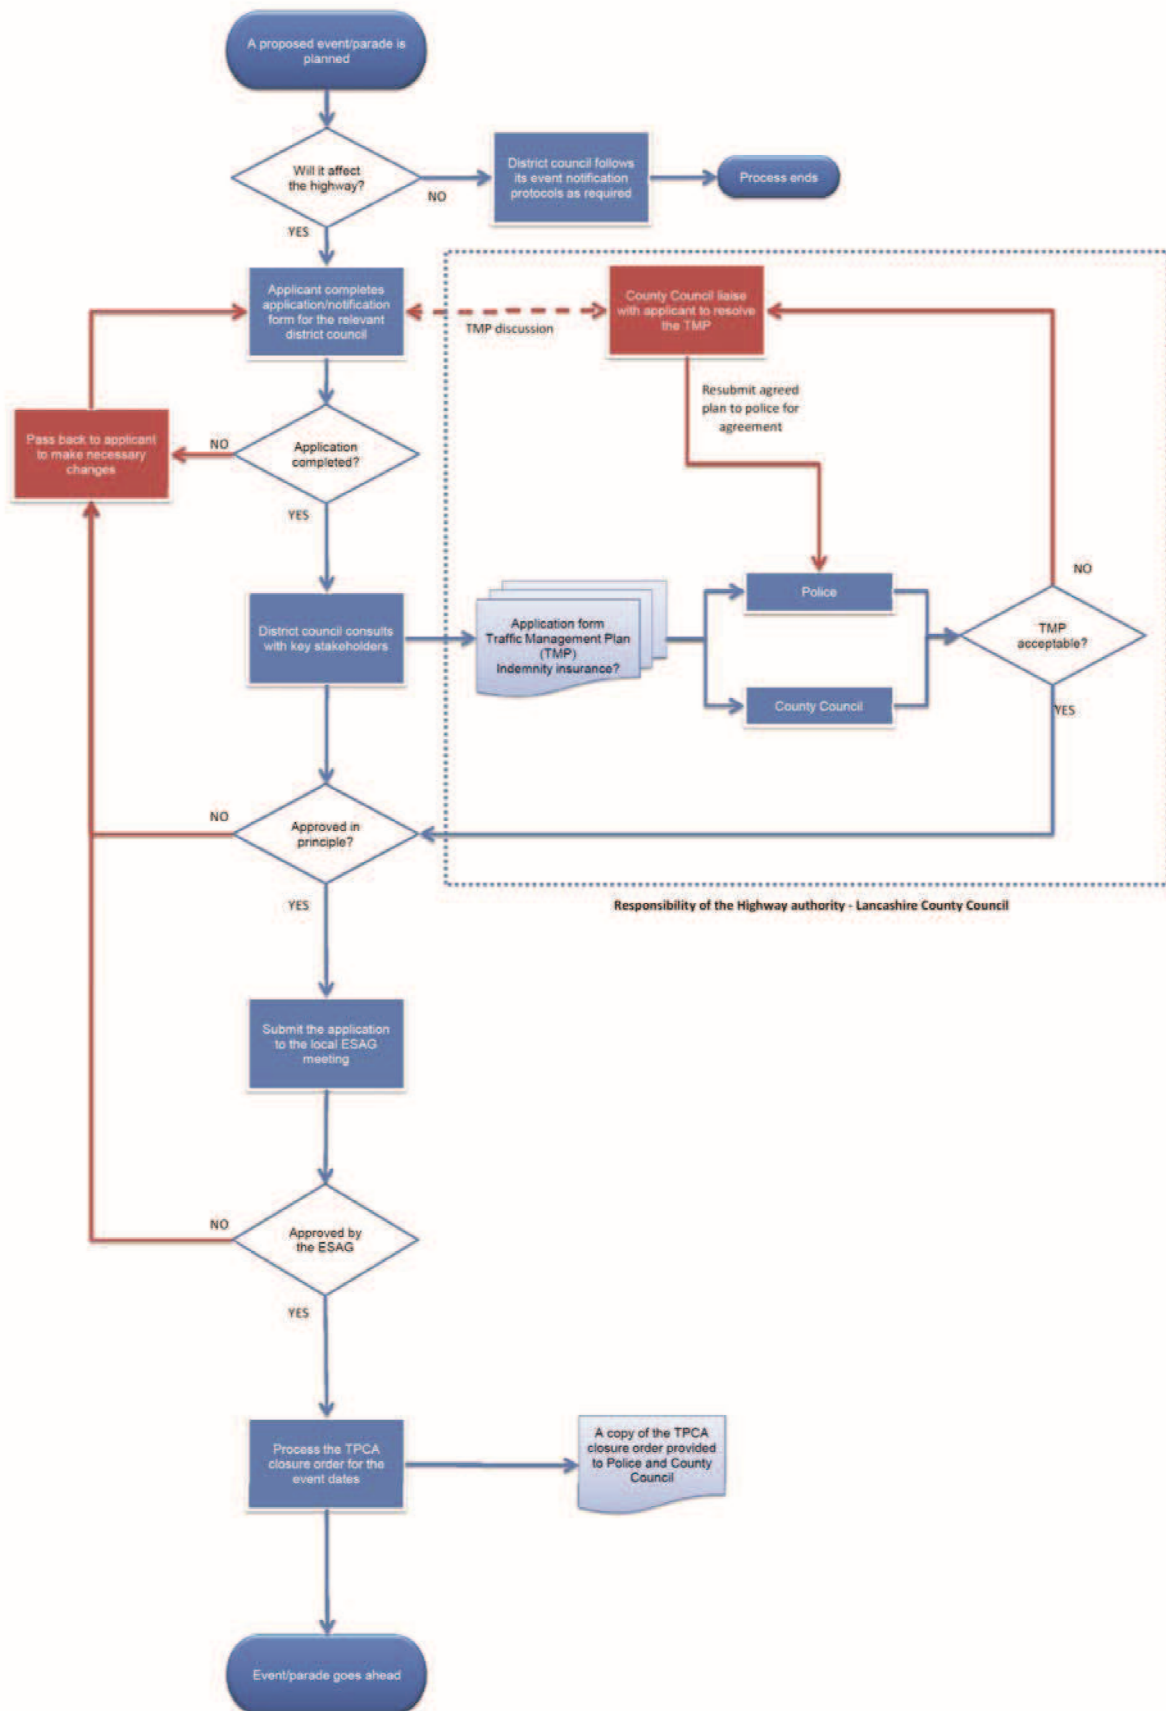 A proposed event/parade is
planned
Will it affect
the highway?
NO
District council follows
its event notification
protocols as required
Process ends
YES
Applicant completes
application/notification
form for the relevant
district council
TMP discussion
County Council liaise
with applicant to resolve
the TMP
Resubmit agreed
plan to police for
agreement
Pass back to applicant
to make necessary
changes
NO
Application
completed?
YES
District council consults
with key stakeholders
Application form
Traffic Management Plan
(TMP)
Indemnity insurance?
Police
County Council
NO
TMP
acceptable?
YES
NO
Approved in
principle?
YES
Responsibility of the Highway authority - Lancashire County Council
Submit the application
to the local ESAG
meeting
NO
Approved by
the ESAG
YES
Process the TPCA
closure order for the
event dates
A copy of the TPCA
closure order provided
to Police and County
Council
Event/parade goes ahead